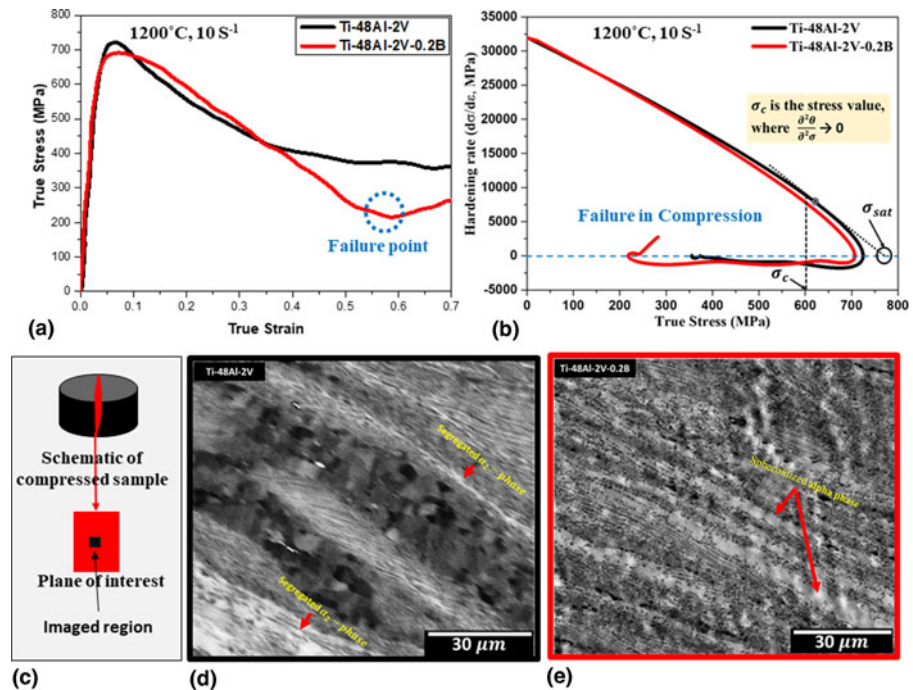 1200°C, 10 S⁻¹
Ti-48Al-2V
Ti-48Al-2V-0.2B
True Stress (MPa)
800
700
600
500
400
300
200
100
0
Failure point
0.0 0.1 0.2 0.3 0.4 0.5 0.6 0.7
True Strain
(a)
1200°C, 10 S⁻¹
Ti-48Al-2V
Ti-48Al-2V-0.2B
Hardening rate (dσ/dε, MPa)
35000
30000
25000
20000
15000
10000
5000
0
-5000
σc is the stress value,
where ∂²θ/∂²σ → 0
Failure in Compression
σsat
σc
0 100 200 300 400 500 600 700 800
True Stress (MPa)
(b)
Schematic of
compressed sample
Plane of interest
Imaged region
(c)
Ti-48Al-2V
Segregated α₂ – phase
Segregated α₂ – phase
30 μm
(d)
Ti-48Al-2V-0.2B
Spheroidized alpha phase
30 μm
(e)